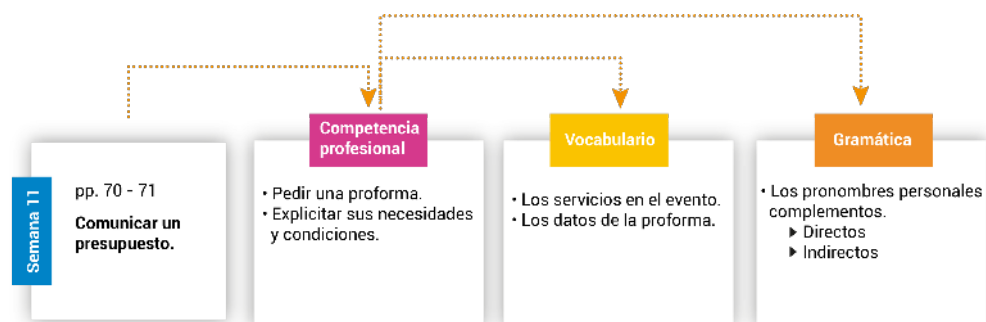 Semana 11
pp. 70 - 71
Comunicar un
presupuesto.
Competencia
profesional
• Pedir una proforma.
• Explicitar sus necesidades
y condiciones.
Vocabulario
• Los servicios en el evento.
• Los datos de la proforma.
Gramática
• Los pronombres personales
complementos.
Directos
Indirectos